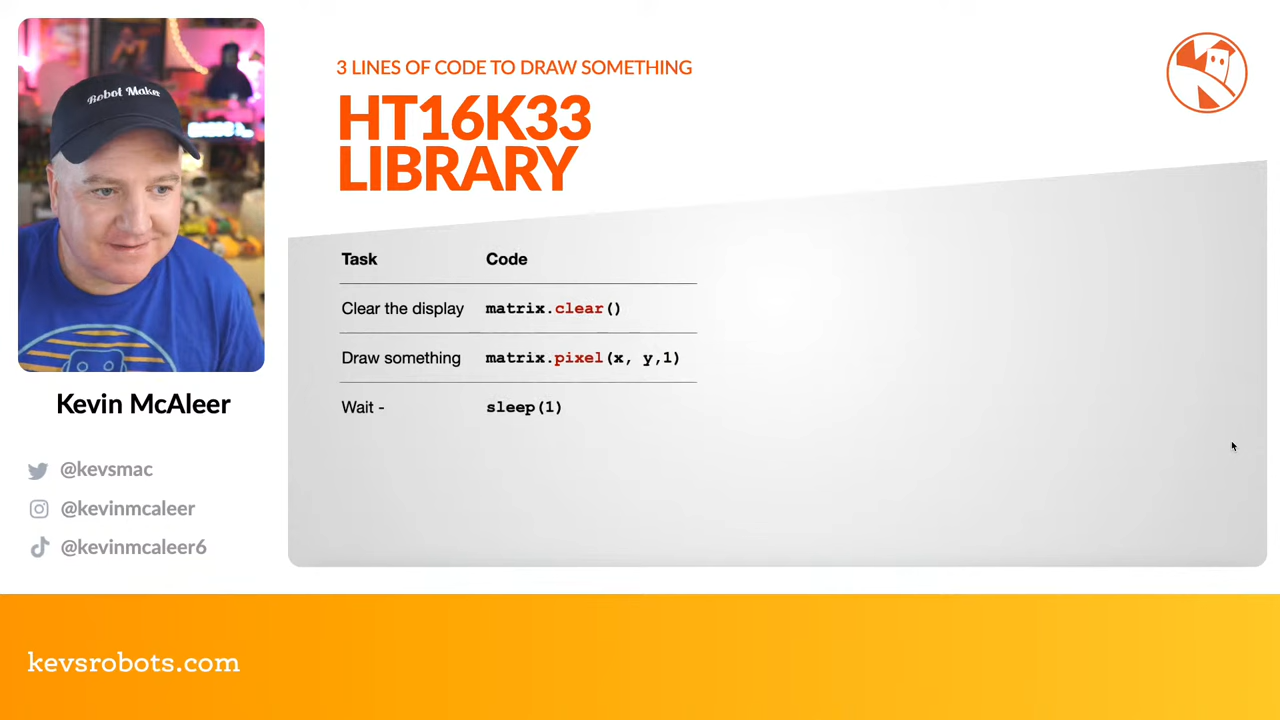 Robot Maker
3 LINES OF CODE TO DRAW SOMETHING
HT16K33
LIBRARY
Task Code
Clear the display matrix.clear()
Draw something matrix.pixel(x, y,1)
Wait - sleep(1)
Kevin McAleer
@kevsmac
@kevinmcaleer
@kevinmcaleer6
kevsrobots.com